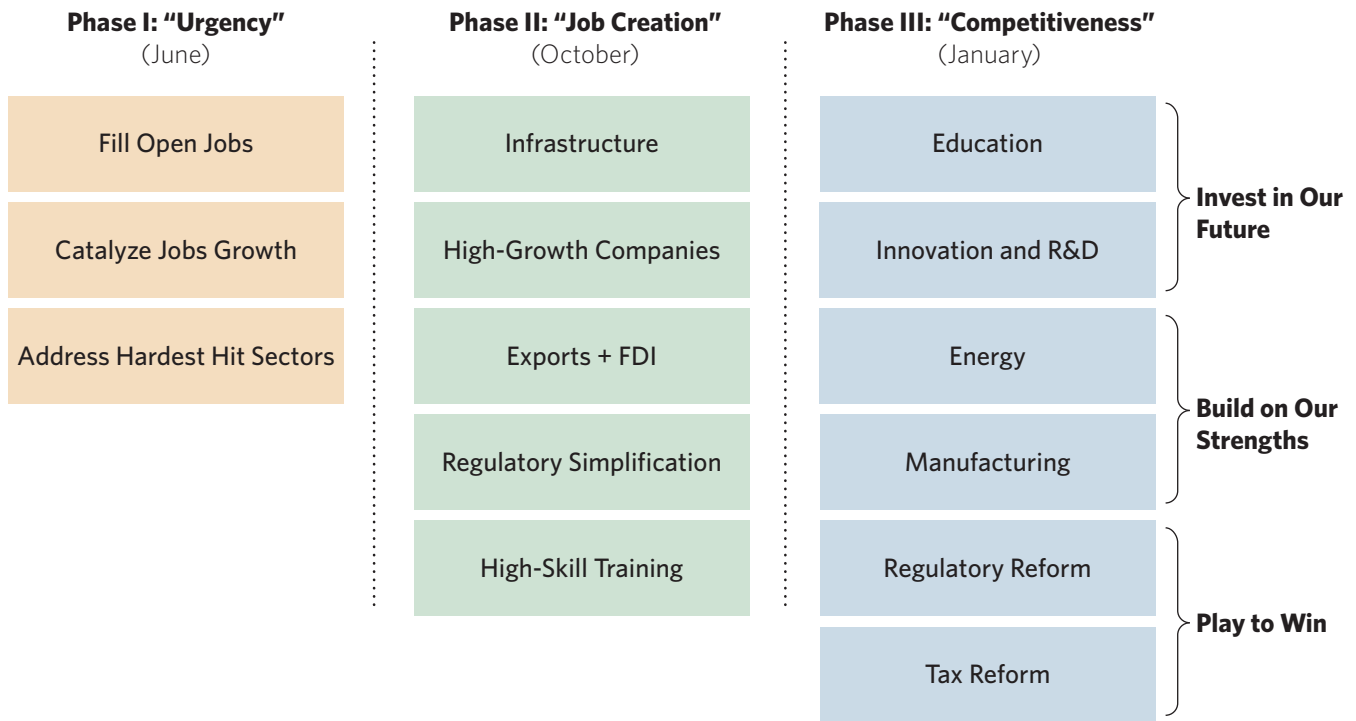 Phase I: “Urgency”
(June)
Fill Open Jobs
Catalyze Jobs Growth
Address Hardest Hit Sectors
Phase II: “Job Creation”
(October)
Infrastructure
High-Growth Companies
Exports + FDI
Regulatory Simplification
High-Skill Training
Phase III: “Competitiveness”
(January)
Education
Innovation and R&D
Energy
Manufacturing
Regulatory Reform
Tax Reform
Invest in Our
Future
Build on Our
Strengths
Play to Win